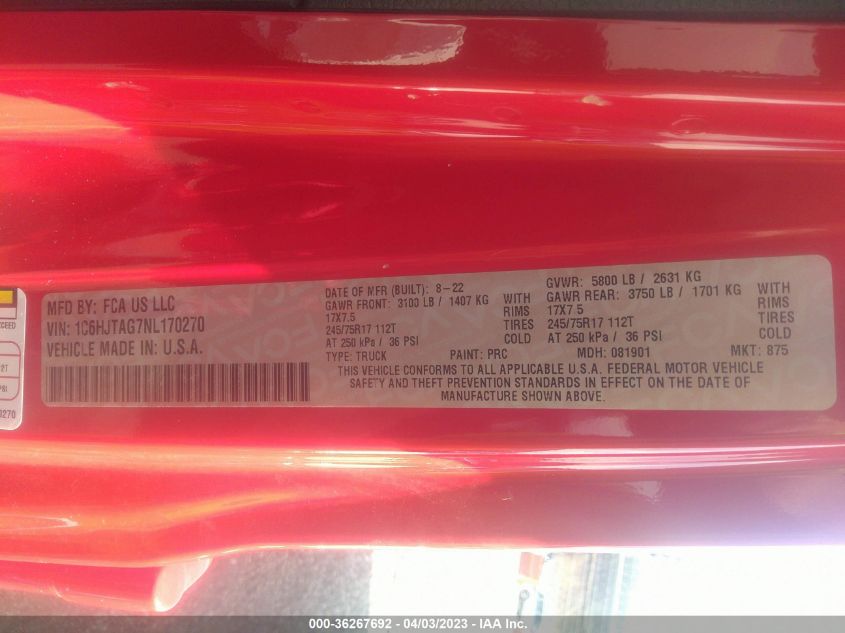 MFD BY: FCA US LLC
VIN: 1C6HJTAG7NL170270
VEHICLE MADE IN: U.S.A.
DATE OF MFR (BUILT): 8-22
GAWR FRONT: 3100 LB / 1407 KG WITH
17X7.5 RIMS
245/75R17 112T TIRES
AT 250 kPa / 36 PSI COLD
TYPE: TRUCK PAINT: PRC
GVWR: 5800 LB / 2631 KG
GAWR REAR: 3750 LB / 1701 KG WITH
17X7.5 RIMS
245/75R17 112T TIRES
AT 250 kPa / 36 PSI COLD
MDH: 081901 MKT: 875
THIS VEHICLE CONFORMS TO ALL APPLICABLE U.S.A. FEDERAL MOTOR VEHICLE
SAFETY AND THEFT PREVENTION STANDARDS IN EFFECT ON THE DATE OF
MANUFACTURE SHOWN ABOVE.
000-36267692 - 04/03/2023 - IAA Inc.